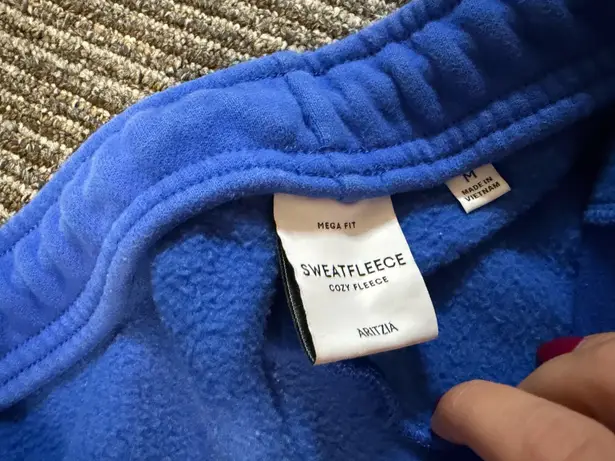 MEGA FIT
SWEATFLEECE
COZY FLEECE
ARITZIA
M
MADE IN
VIETNAM